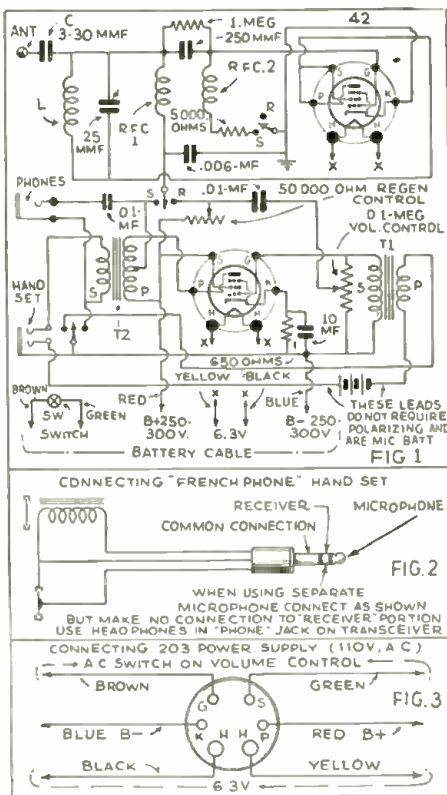 ANT.
C
3-30 MMF
1. MEG
250 MMF
42
L
25 MMF
RFC 1
RFC.2
5000 OHMS
R
S
.006-MF
S G P K H H
X X
PHONES
.01 MF
S R
.01-MF
50 000 OHM REGEN CONTROL
0.1-MEG VOL. CONTROL
T1
S P
HAND SET
S P
T2
S G P K H H
X X
10 MF
650 OHMS
YELLOW BLACK
RED
BLUE
BROWN
SW
GREEN
SWITCH
B+250-300V.
6.3V
B- 250-300V.
BATTERY CABLE
THESE LEADS DO NOT REQUIRE POLARIZING AND ARE MIC BATT
FIG 1
CONNECTING "FRENCH PHONE" HAND SET
RECEIVER
MICROPHONE
COMMON CONNECTION
FIG.2
WHEN USING SEPARATE
MICROPHONE CONNECT AS SHOWN
BUT MAKE NO CONNECTION TO "RECEIVER" PORTION
USE HEADPHONES IN "PHONE" JACK ON TRANSCEIVER
CONNECTING 203 POWER SUPPLY (110V, A C)
A C SWITCH ON VOLUME CONTROL
BROWN
GREEN
FIG.3
G S
BLUE B-
K H H P
RED B+
BLACK
YELLOW
6.3V